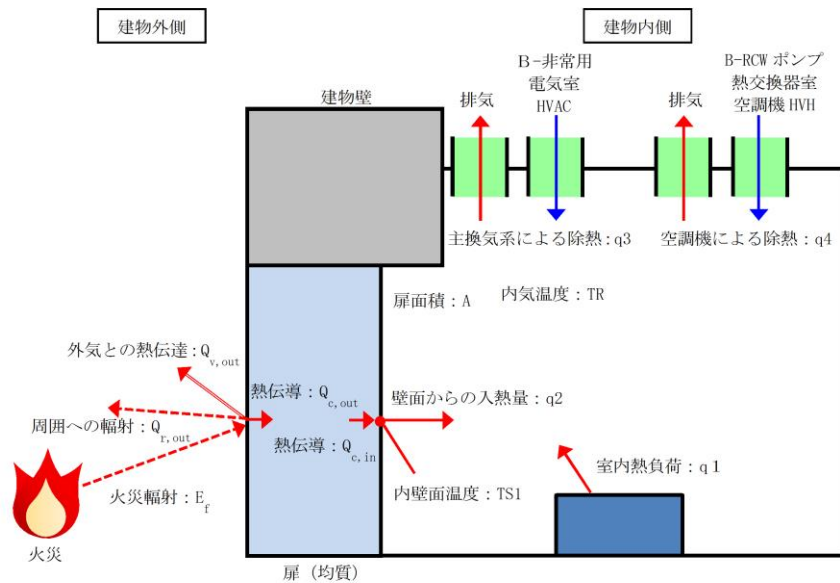 建物外側
建物内側
B-非常用
電気室
HVAC
B-RCW ポンプ
熱交換器室
空調機 HVH
建物壁
排気
排気
主換気系による除熱:q3
空調機による除熱:q4
扉面積:A
内気温度:TR
外気との熱伝達:Qv,out
熱伝導:Qc,out
壁面からの入熱量:q2
周囲への輻射:Qr,out
熱伝導:Qc,in
室内熱負荷:q1
火災輻射:Ef
内壁面温度:TS1
火災
扉(均質)